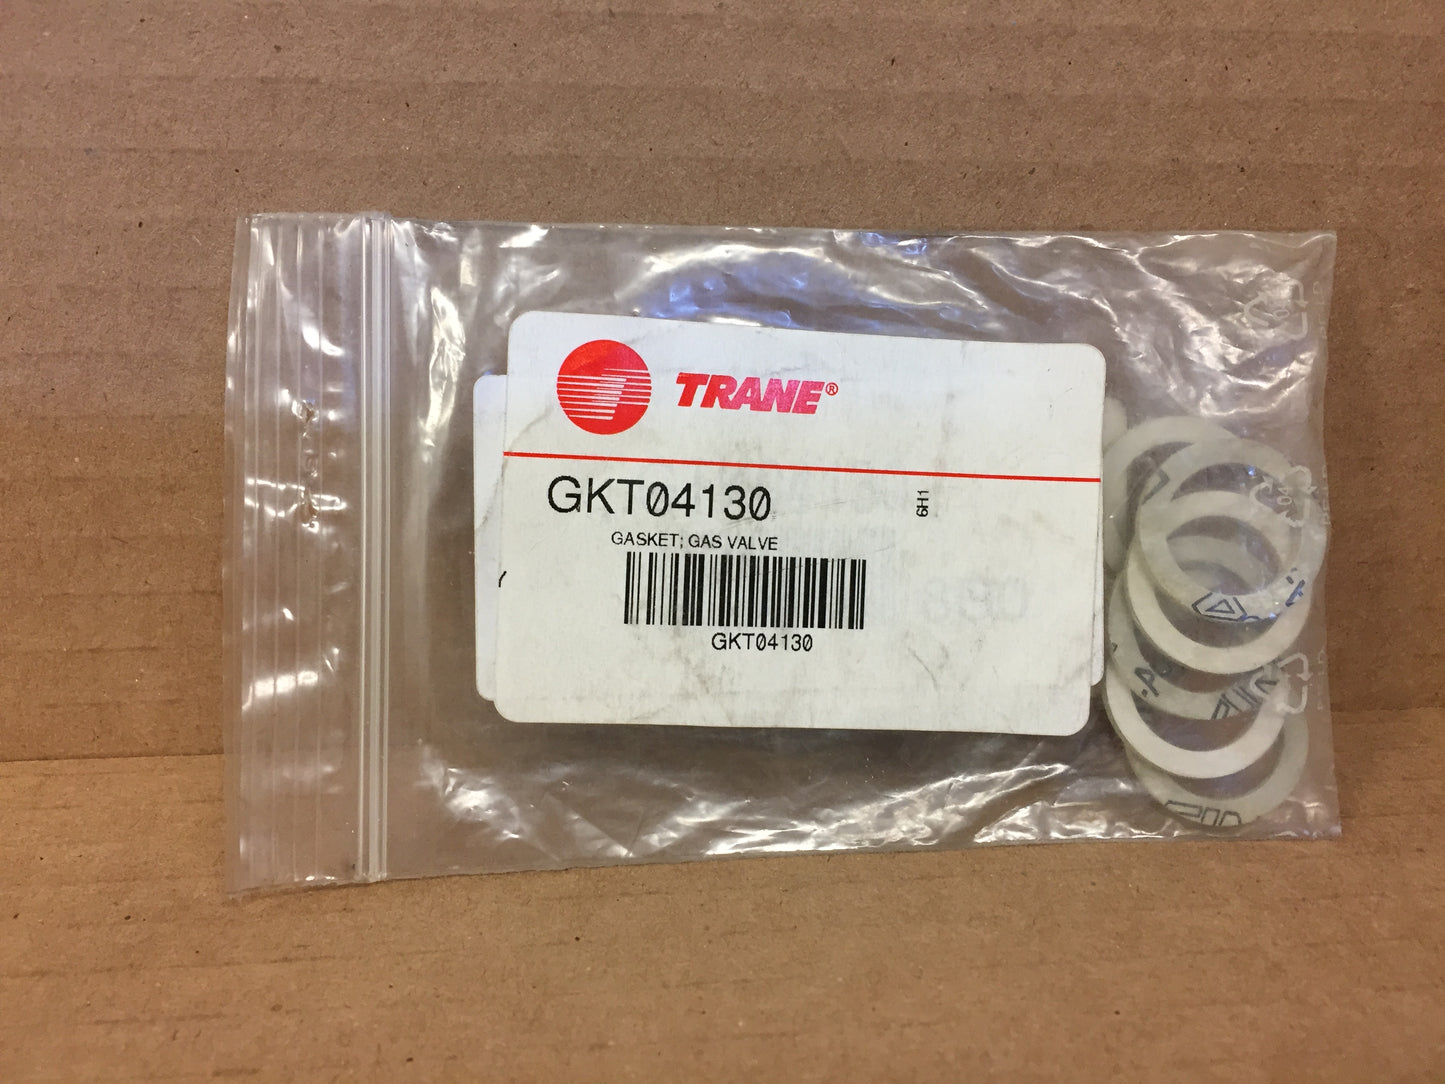 TRANE®
GKT04130
6H1
GASKET; GAS VALVE
GKT04130